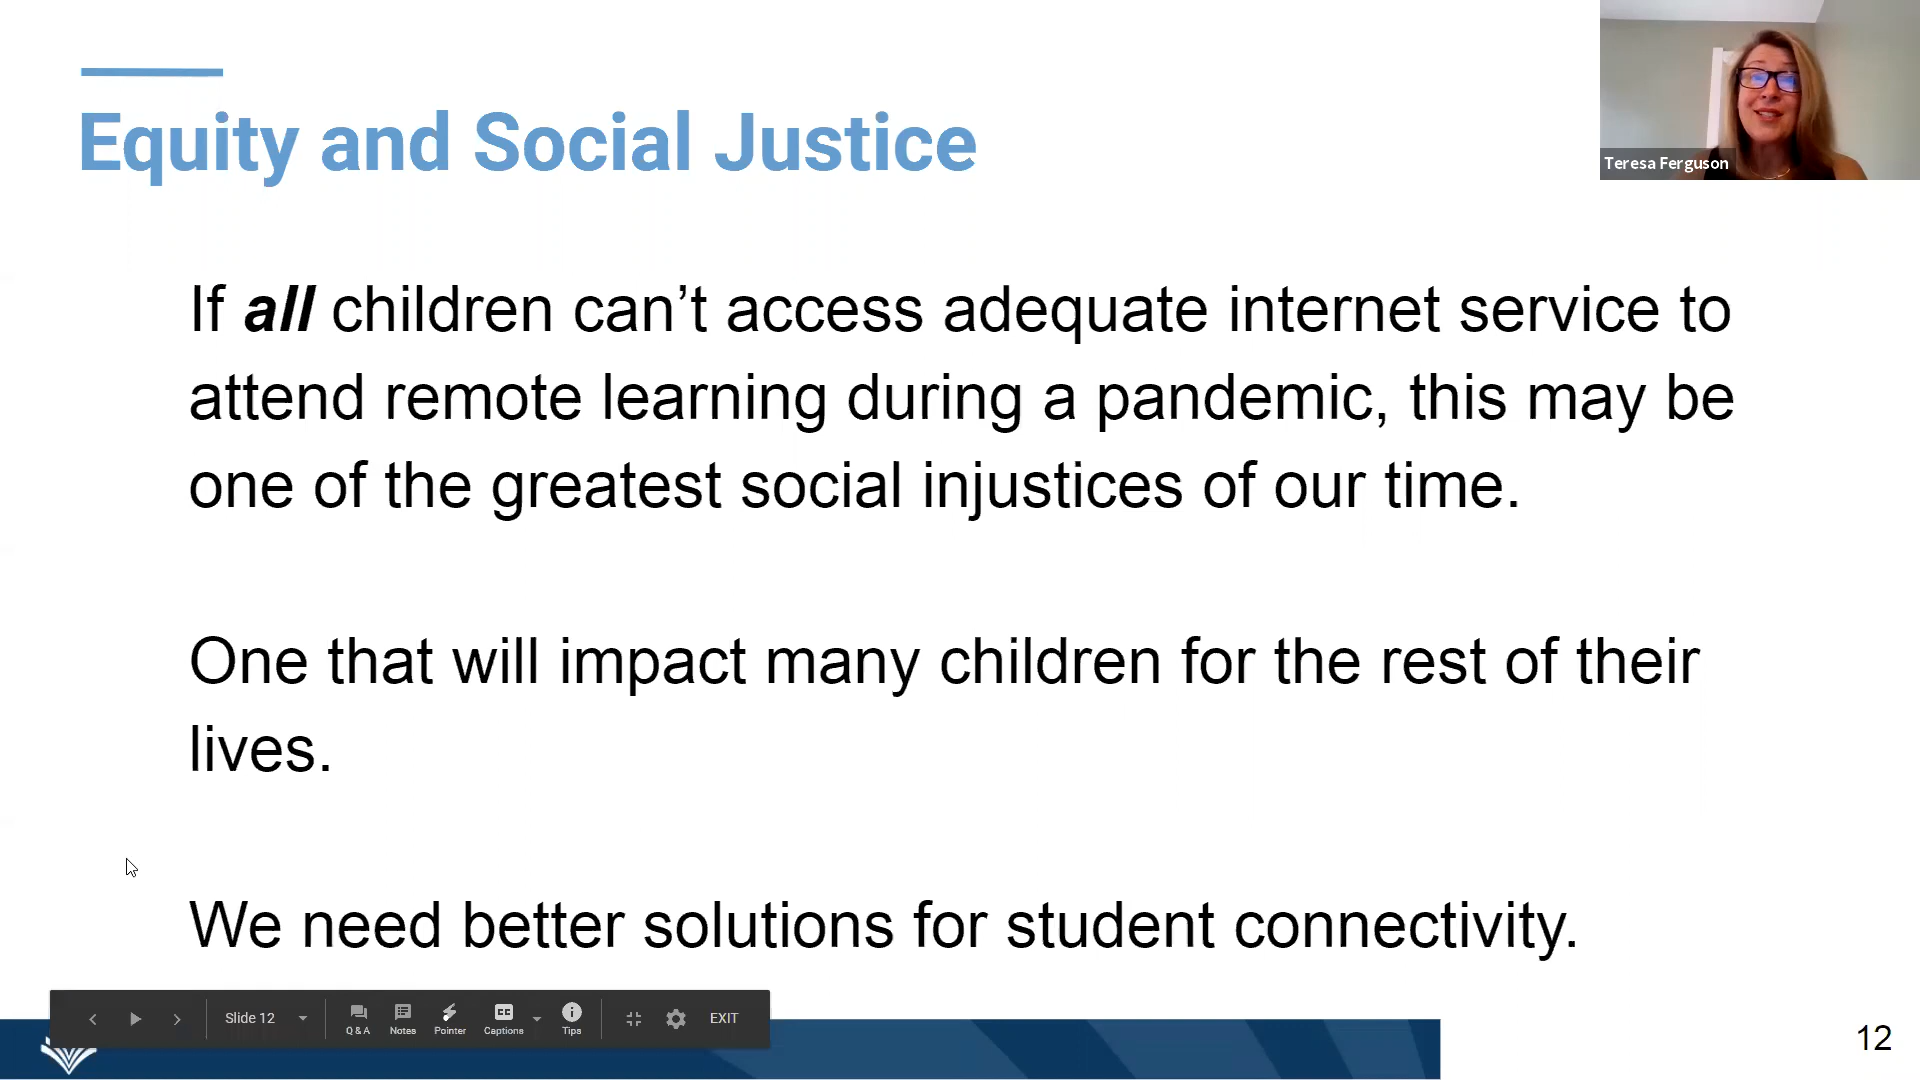 Equity and Social Justice
Teresa Ferguson
If all children can’t access adequate internet service to
attend remote learning during a pandemic, this may be
one of the greatest social injustices of our time.
One that will impact many children for the rest of their
lives.
We need better solutions for student connectivity.
Slide 12
Q & A
Notes
Pointer
CC
Captions
Tips
EXIT
12